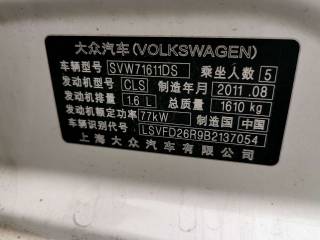 大众汽车(VOLKSWAGEN)
车辆型号 SVW71611DS 乘坐人数 5
发动机型号 CLS 制造年月 2011.08
发动机排量 1.6 L 总质量 1610 kg
发动机额定功率 77kW 制造国 中国
车辆识别代号 LSVFD26R9B2137054
上海大众汽车有限公司